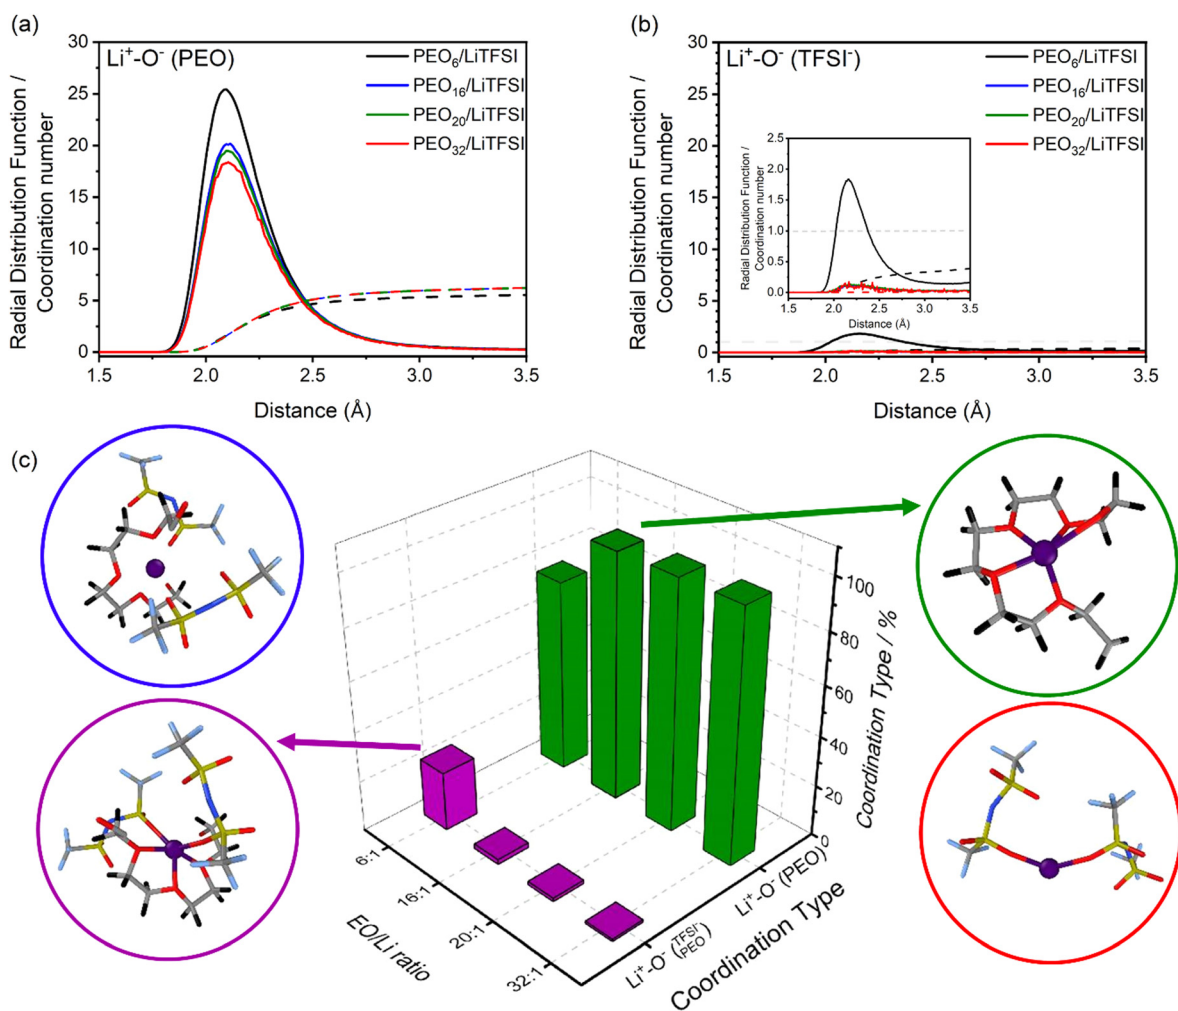 (a)
Li⁺-O⁻ (PEO)
PEO₆/LiTFSI
PEO₁₆/LiTFSI
PEO₂₀/LiTFSI
PEO₃₂/LiTFSI
30
25
20
15
10
5
0
Radial Distribution Function /
Coordination number
1.5 2.0 2.5 3.0 3.5
Distance (Å)
(b)
Li⁺-O⁻ (TFSI⁻)
PEO₆/LiTFSI
PEO₁₆/LiTFSI
PEO₂₀/LiTFSI
PEO₃₂/LiTFSI
30
25
20
15
10
5
0
Radial Distribution Function /
Coordination number
2.5
2.0
1.5
1.0
0.5
0.0
Radial Distribution Function /
Coordination number
1.5 2.0 2.5 3.0 3.5
Distance (Å)
1.5 2.0 2.5 3.0 3.5
Distance (Å)
(c)
100
80
60
40
20
0
Coordination Type / %
6:1
16:1
20:1
32:1
EO/Li ratio
Li⁺-O⁻ (PEO)
Li⁺-O⁻ (TFSI⁻
PEO)
Coordination Type